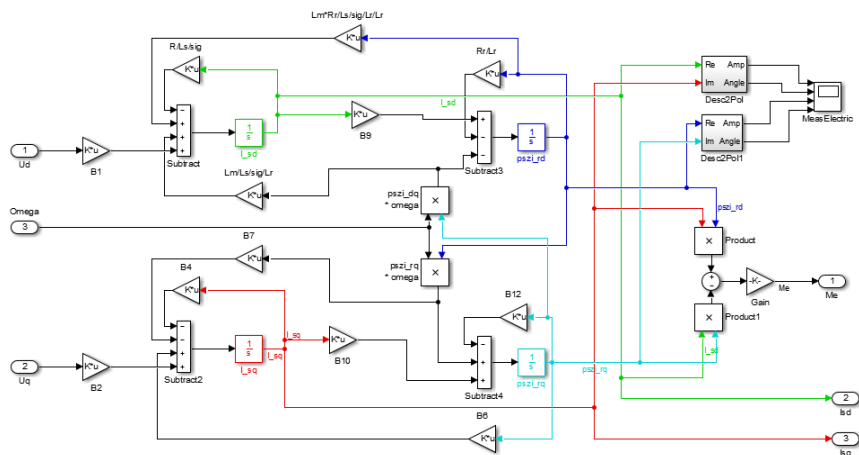 Lm*Rr/Ls/sig/Lr/Lr
K*u
R/Ls/sig
K*u
Rr/Lr
K*u
I_sd
Re Amp
Im Angle
Desc2Pol
MeasElectric
Re Amp
Im Angle
Desc2Pol1
1
Ud
K*u
B1
Subtract
1
s
I_sd
K*u
B9
Subtract3
1
s
pszi_rd
Lm/Ls/sig/Lr
K*u
pszi_dq
* omega
×
Omega
3
pszi_rq
* omega
×
pszi_rd
×
Product
-K-
Gain
Me
1
Me
×
Product1
B7
K*u
B4
K*u
B12
K*u
2
Uq
K*u
B2
Subtract2
1
s
I_sq
I_sq
I_sq
K*u
B10
Subtract4
1
s
pszi_rq
pszi_rq
I_sd
B6
K*u
2
Isd
3
Isq